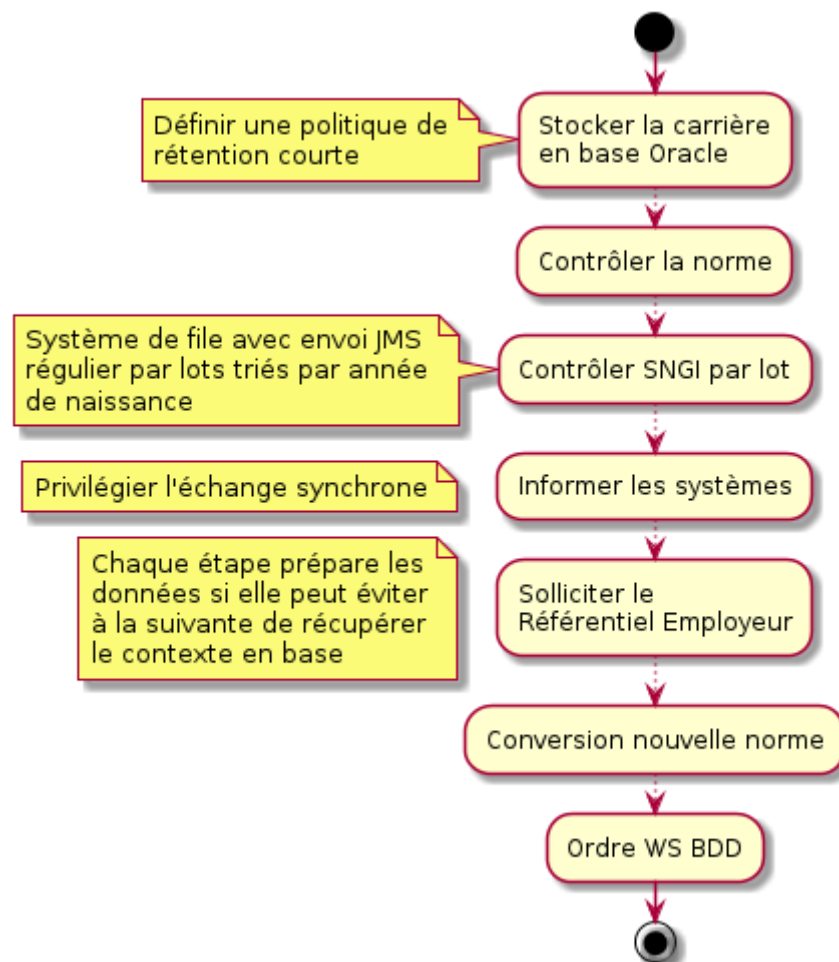 Définir une politique de
rétention courte
Stocker la carrière
en base Oracle
Contrôler la norme
Système de file avec envoi JMS
régulier par lots triés par année
de naissance
Contrôler SNGI par lot
Privilégier l'échange synchrone
Informer les systèmes
Chaque étape prépare les
données si elle peut éviter
à la suivante de récupérer
le contexte en base
Solliciter le
Référentiel Employeur
Conversion nouvelle norme
Ordre WS BDD